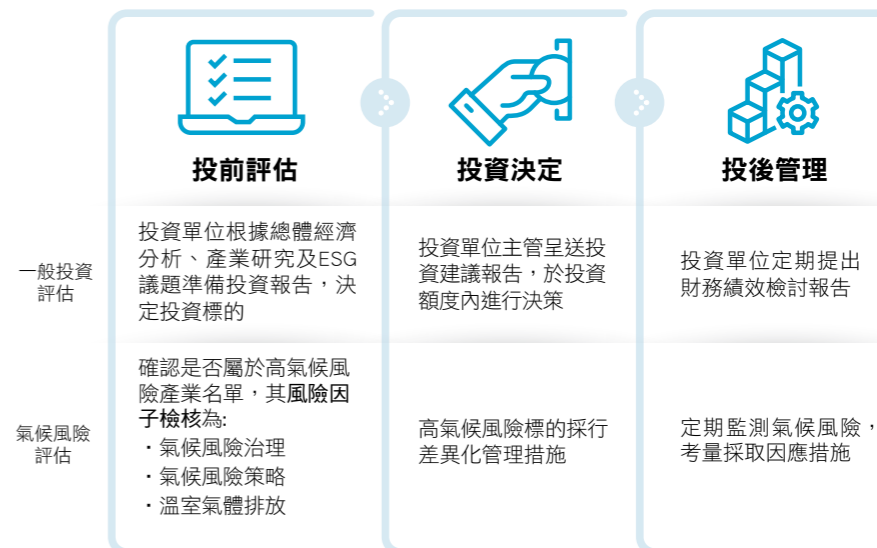 投前評估
投資決定
投後管理
一般投資
評估
投資單位根據總體經濟
分析、產業研究及ESG
議題準備投資報告，決
定投資標的
投資單位主管呈送投
資建議報告，於投資
額度內進行決策
投資單位定期提出
財務績效檢討報告
氣候風險
評估
確認是否屬於高氣候風
險產業名單，其風險因
子檢核為:
・氣候風險治理
・氣候風險策略
・溫室氣體排放
高氣候風險標的採行
差異化管理措施
定期監測氣候風險，
考量採取因應措施